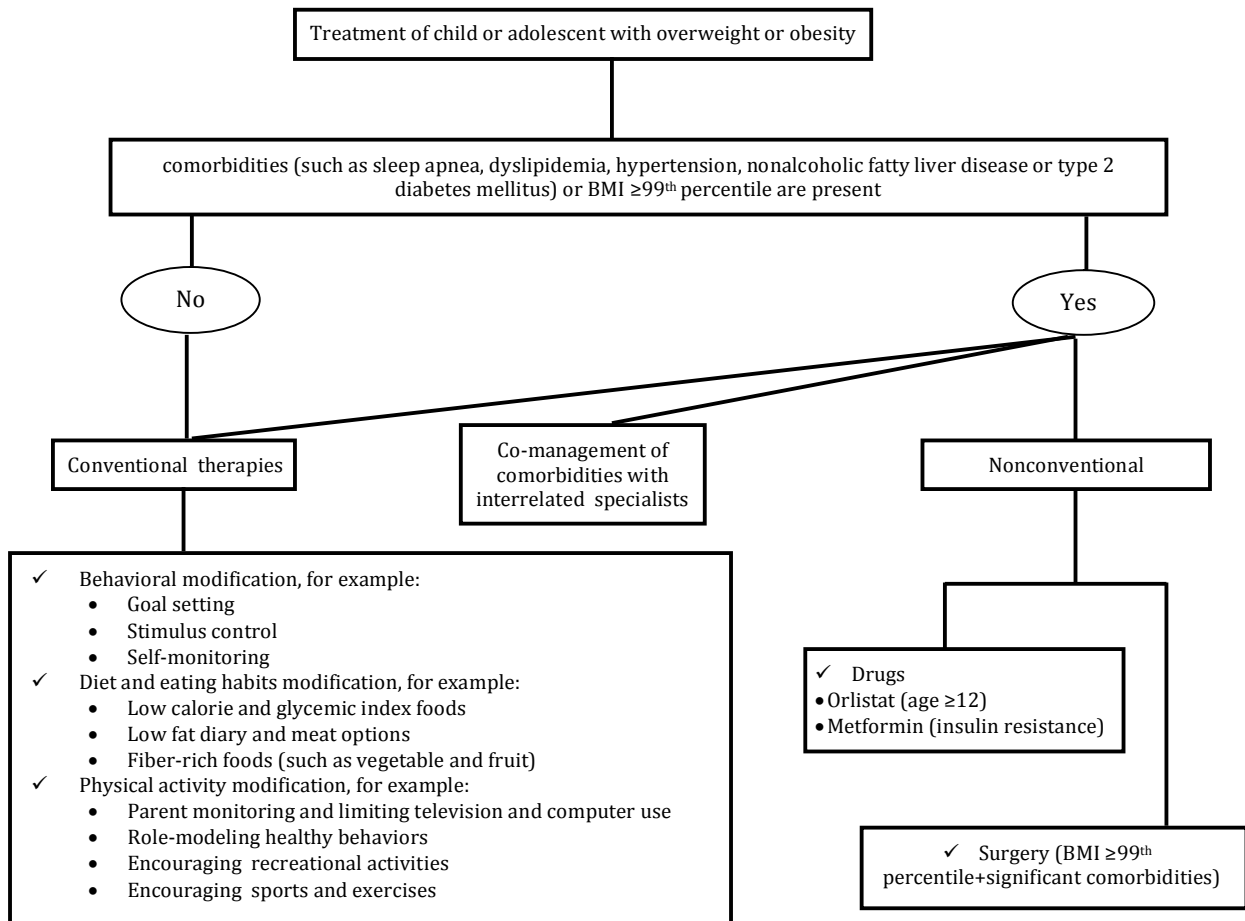 Treatment of child or adolescent with overweight or obesity
comorbidities (such as sleep apnea, dyslipidemia, hypertension, nonalcoholic fatty liver disease or type 2
diabetes mellitus) or BMI ≥99th percentile are present
No
Yes
Conventional therapies
Co-management of
comorbidities with
interrelated specialists
Nonconventional
✓ Behavioral modification, for example:
• Goal setting
• Stimulus control
• Self-monitoring
✓ Diet and eating habits modification, for example:
• Low calorie and glycemic index foods
• Low fat diary and meat options
• Fiber-rich foods (such as vegetable and fruit)
✓ Physical activity modification, for example:
• Parent monitoring and limiting television and computer use
• Role-modeling healthy behaviors
• Encouraging recreational activities
• Encouraging sports and exercises
✓ Drugs
• Orlistat (age ≥12)
• Metformin (insulin resistance)
✓ Surgery (BMI ≥99th
percentile+significant comorbidities)